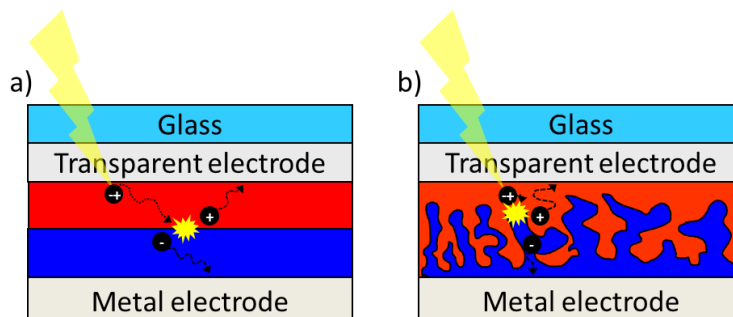 a)
Glass
Transparent electrode
-+
+
-
Metal electrode
b)
Glass
Transparent electrode
-+
+
-
Metal electrode